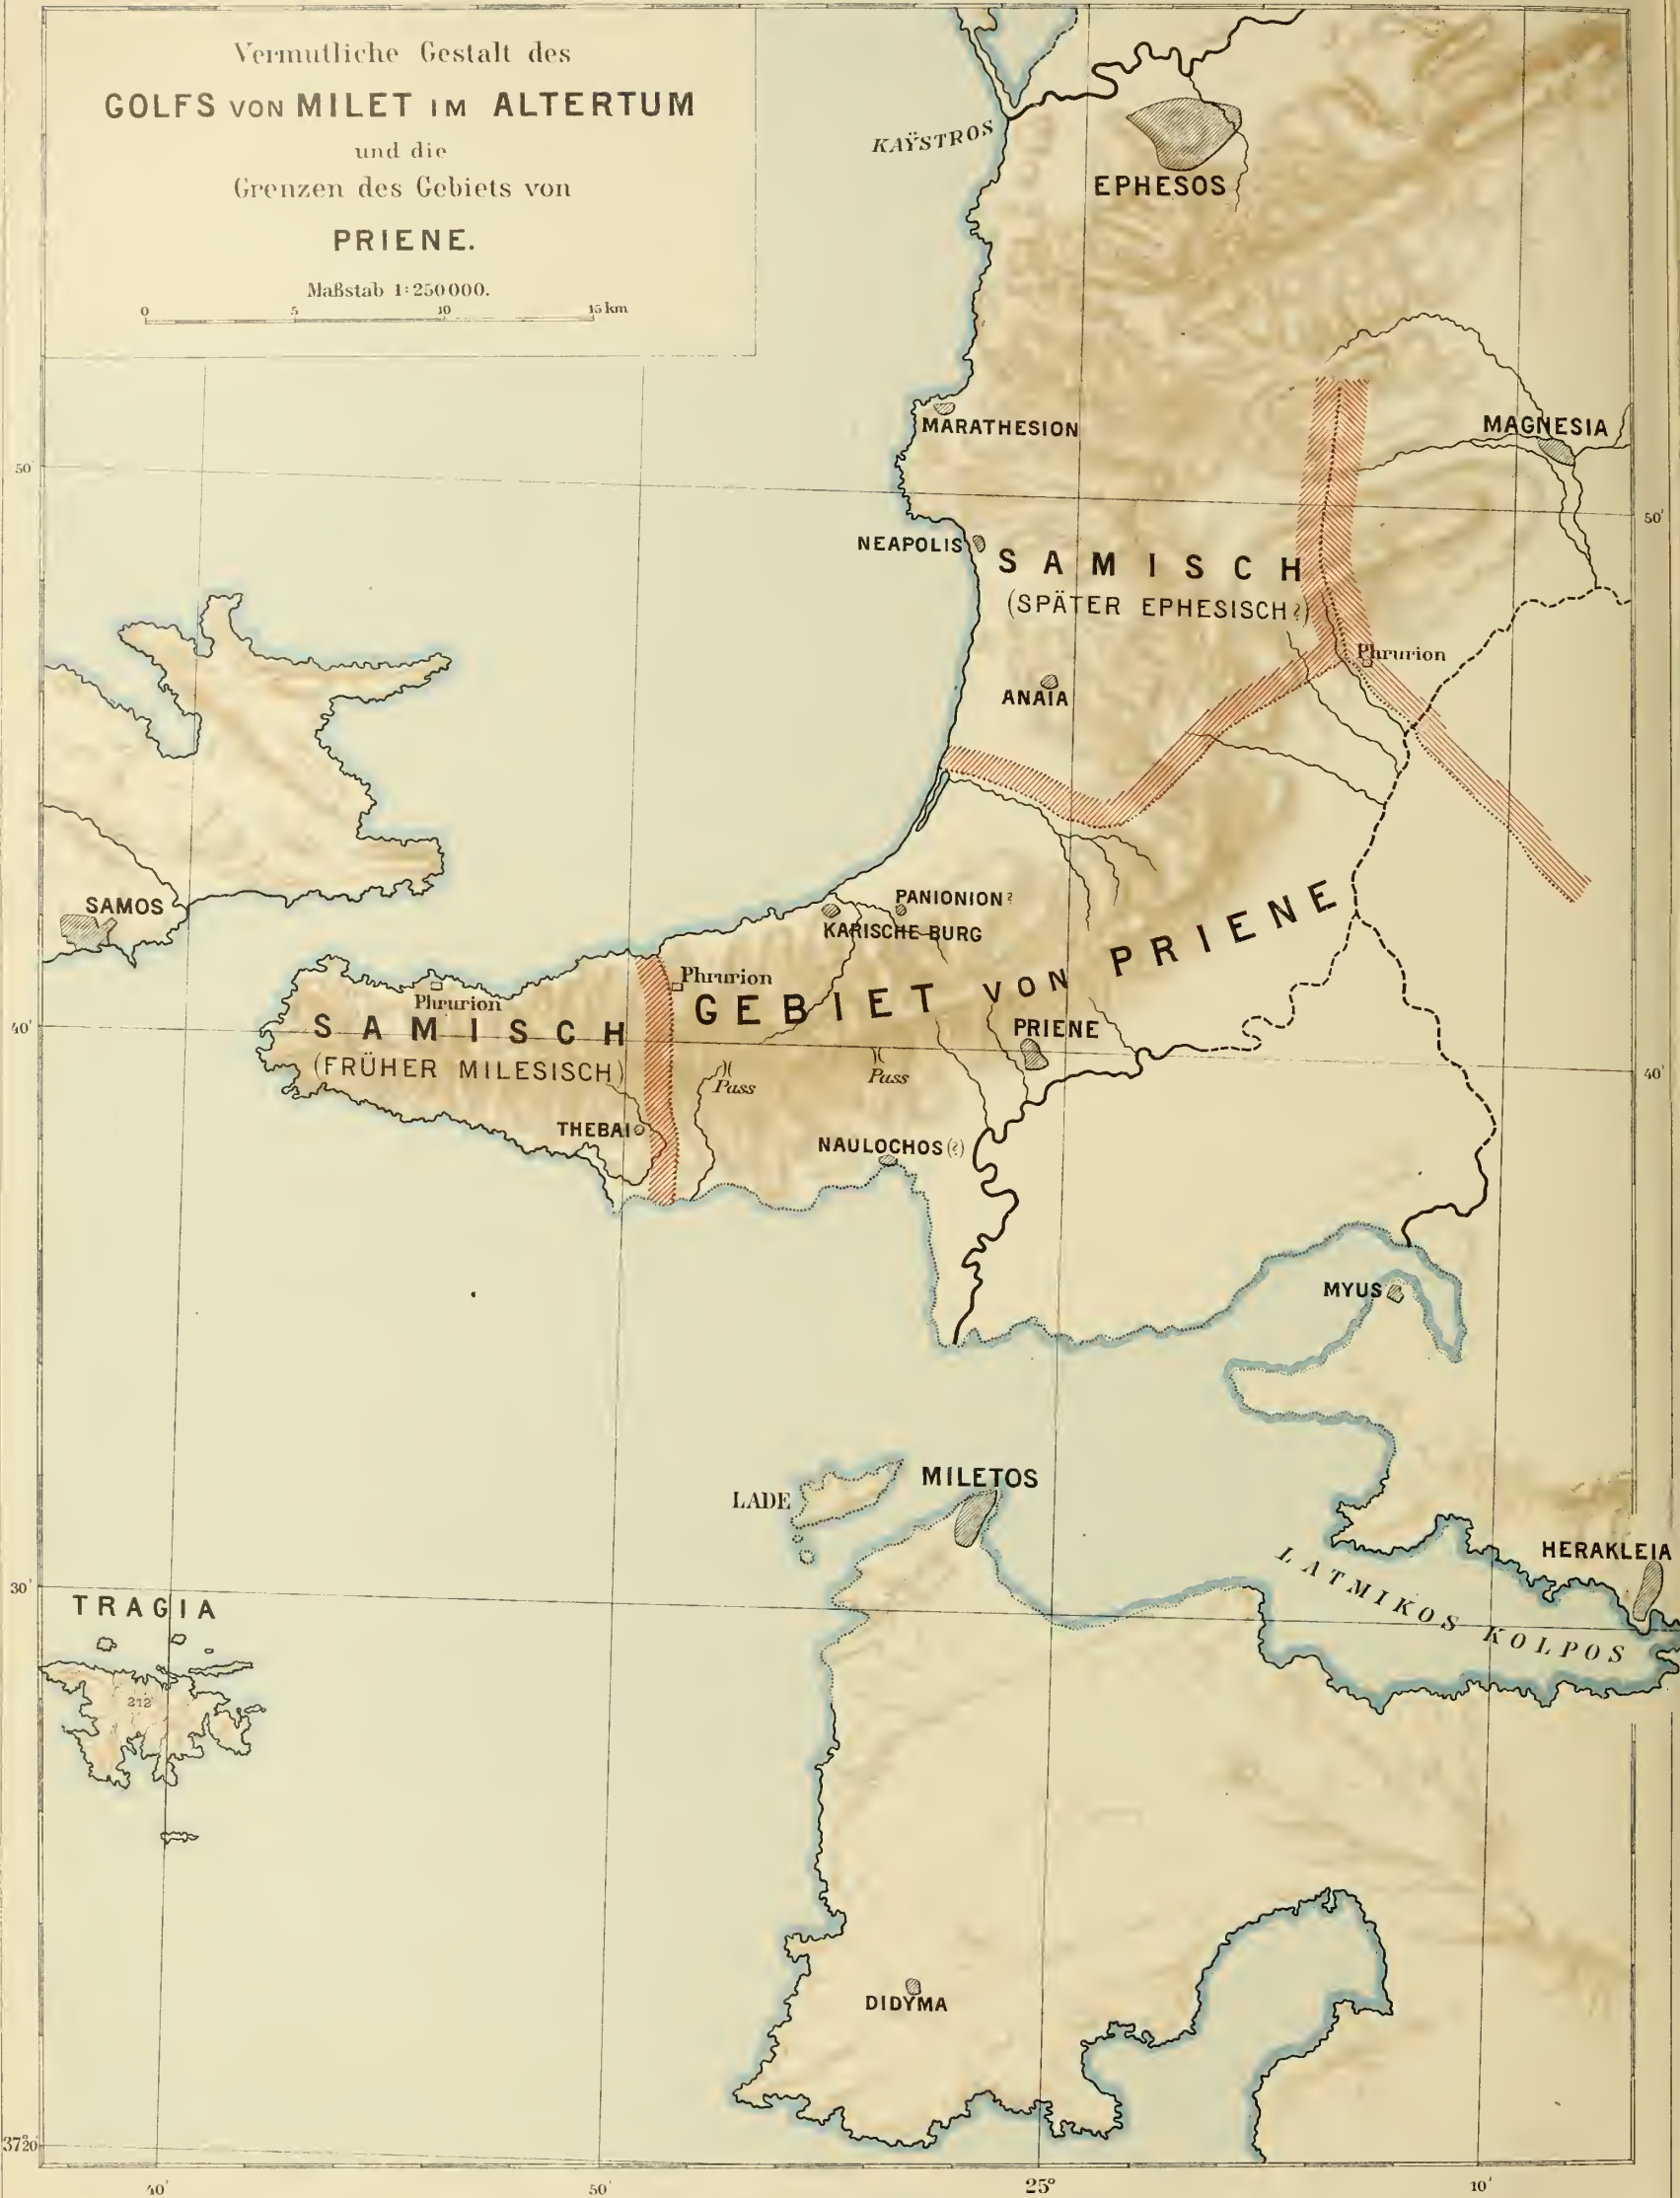 Vermutliche Gestalt des
GOLFS VON MILET IM ALTERTUM
und die
Grenzen des Gebiets von
PRIENE.
Maßstab 1:250000.
0 5 10 15 km
KAŸSTROS
EPHESOS
MARATHESION
MAGNESIA
50'
50'
NEAPOLIS
SAMISCH
(SPÄTER EPHESISCH?)
Phrurion
ANAIA
SAMOS
PANIONION?
KARISCHE BURG
GEBIET VON PRIENE
Phrurion
Phrurion
SAMISCH
(FRÜHER MILESISCH)
40'
40'
PRIENE
Pass
Pass
THEBAI
NAULOCHOS (?)
MYUS
MILETOS
LADE
HERAKLEIA
LATMIKOS KOLPOS
30'
TRAGIA
212
DIDYMA
37°20'
40'
50'
25°
10'